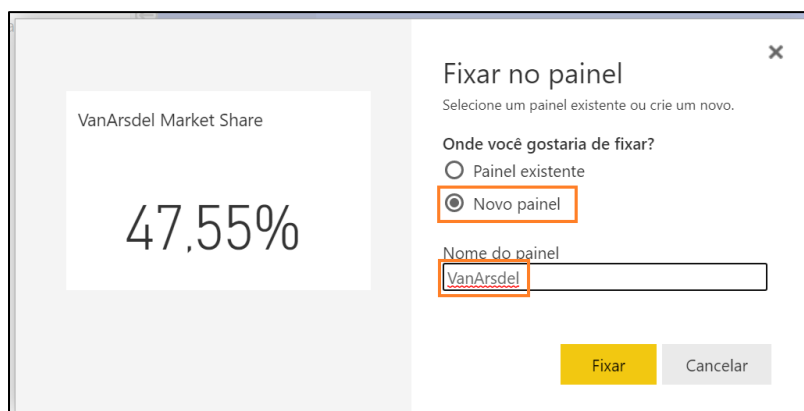 VanArsdel Market Share
47,55%
Fixar no painel
Selecione um painel existente ou crie um novo.
Onde você gostaria de fixar?
Painel existente
Novo painel
Nome do painel
VanArsdel
Fixar
Cancelar